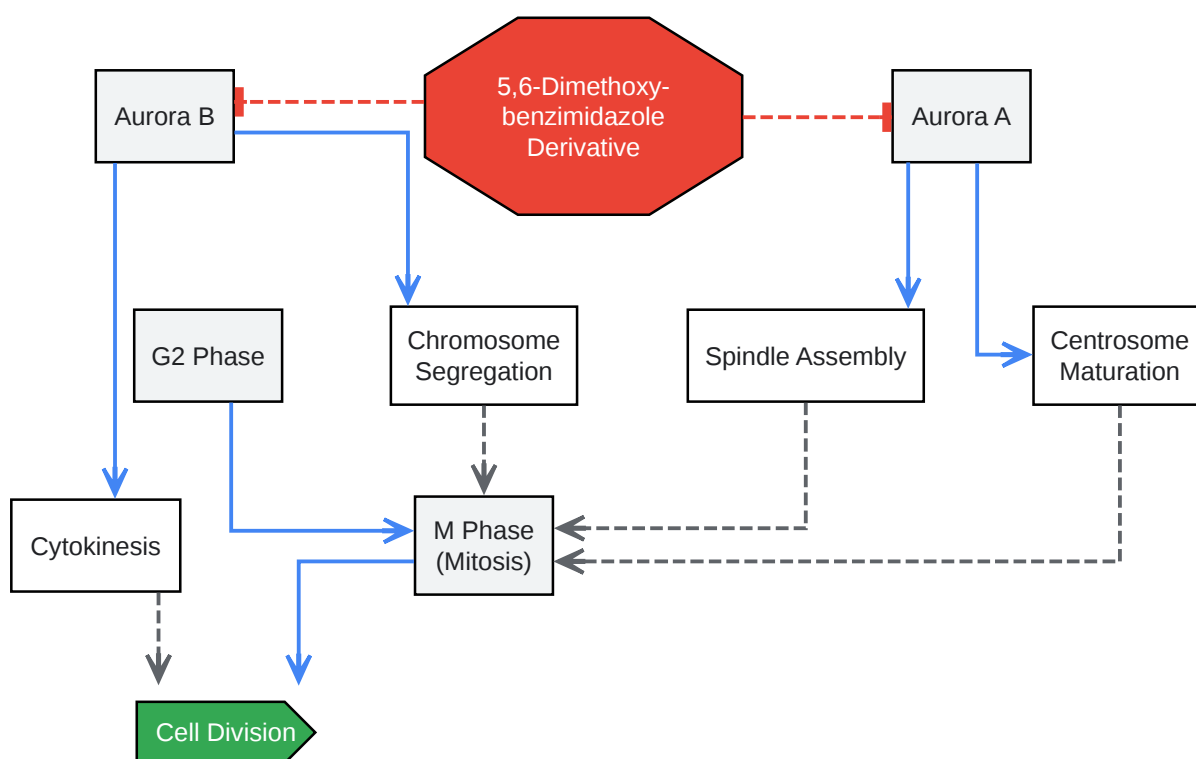 5,6-Dimethoxy-
benzimidazole
Derivative
Aurora B
Aurora A
G2 Phase
Chromosome
Segregation
Spindle Assembly
Centrosome
Maturation
Cytokinesis
M Phase
(Mitosis)
Cell Division